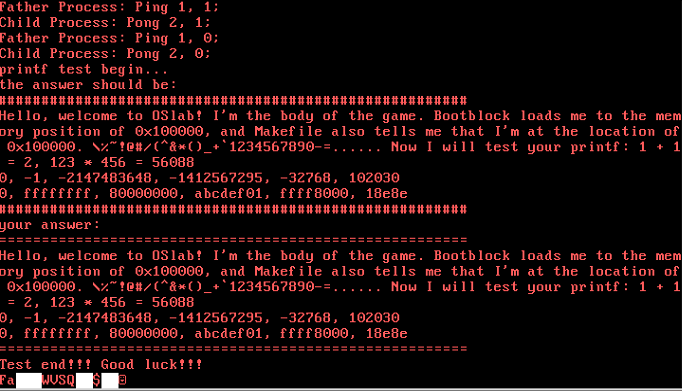 Father Process: Ping 1, 1;
Child Process: Pong 2, 1;
Father Process: Ping 1, 0;
Child Process: Pong 2, 0;
printf test begin...
the answer should be:
#######################################################
Hello, welcome to OSlab! I'm the body of the game. Bootblock loads me to the mem
ory position of 0x100000, and Makefile also tells me that I'm at the location of
 0x100000. \%~!@#/(^&*()_+`1234567890-=...... Now I will test your printf: 1 + 1
 = 2, 123 * 456 = 56088
0, -1, -2147483648, -1412567295, -32768, 102030
0, ffffffff, 80000000, abcdef01, ffff8000, 18e8e
#######################################################
your answer:
=======================================================
Hello, welcome to OSlab! I'm the body of the game. Bootblock loads me to the mem
ory position of 0x100000, and Makefile also tells me that I'm at the location of
 0x100000. \%~!@#/(^&*()_+`1234567890-=...... Now I will test your printf: 1 + 1
 = 2, 123 * 456 = 56088
0, -1, -2147483648, -1412567295, -32768, 102030
0, ffffffff, 80000000, abcdef01, ffff8000, 18e8e
=======================================================
Test end!!! Good luck!!!
Fa WVSQ $